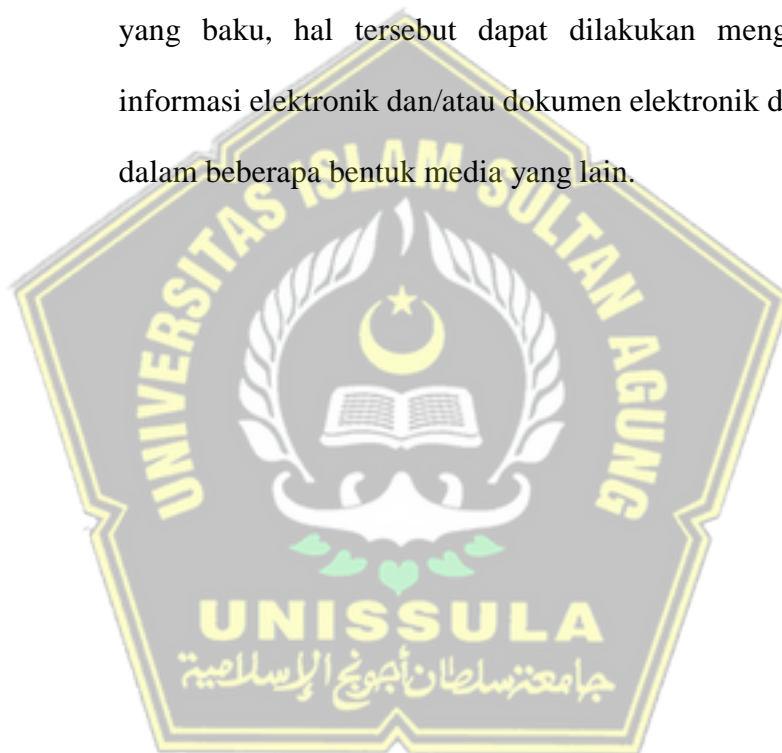 yang baku, hal tersebut dapat dilakukan meng
informasi elektronik dan/atau dokumen elektronik d
dalam beberapa bentuk media yang lain.
UNIVERSITAS ISLAM SULTAN AGUNG
UNISSULA
جامعة سلطان أجونج الإسلامية